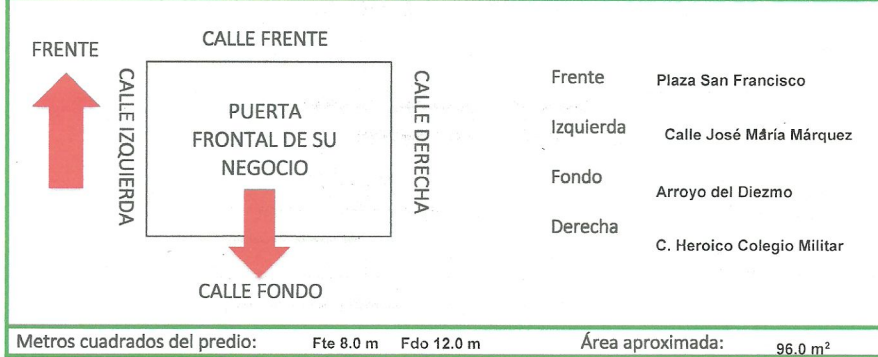 FRENTE
CALLE FRENTE
CALLE IZQUIERDA
PUERTA
FRONTAL DE SU
NEGOCIO
CALLE DERECHA
CALLE FONDO
Frente Plaza San Francisco
Izquierda Calle José María Márquez
Fondo Arroyo del Diezmo
Derecha C. Heroico Colegio Militar
Metros cuadrados del predio: Fte 8.0 m Fdo 12.0 m Área aproximada: 96.0 m²